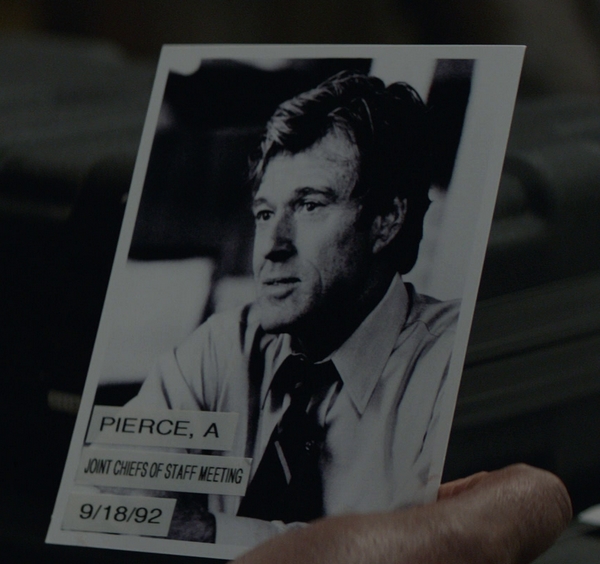 PIERCE, A
JOINT CHIEFS OF STAFF MEETING
9/18/92